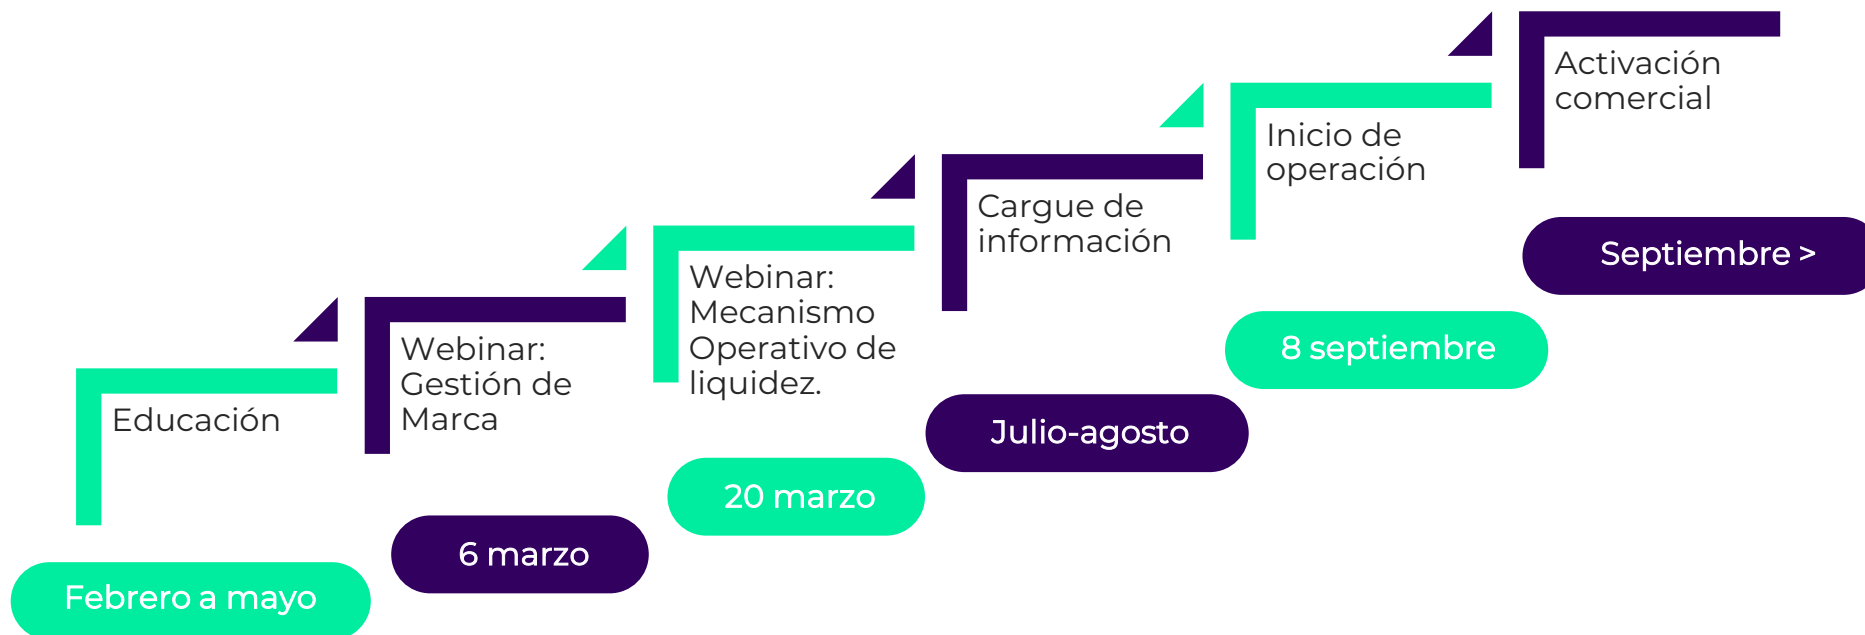 Educación
Febrero a mayo
Webinar:
Gestión de
Marca
6 marzo
Webinar:
Mecanismo
Operativo de
liquidez.
20 marzo
Cargue de
información
Julio-agosto
Inicio de
operación
8 septiembre
Activación
comercial
Septiembre >